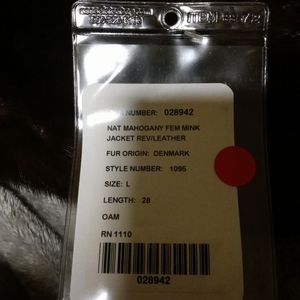 NUMBER: 028942
NAT MAHOGANY FEM MINK
JACKET REV/LEATHER
FUR ORIGIN: DENMARK
STYLE NUMBER: 1095
SIZE: L
LENGTH: 28
OAM
RN 1110
028942